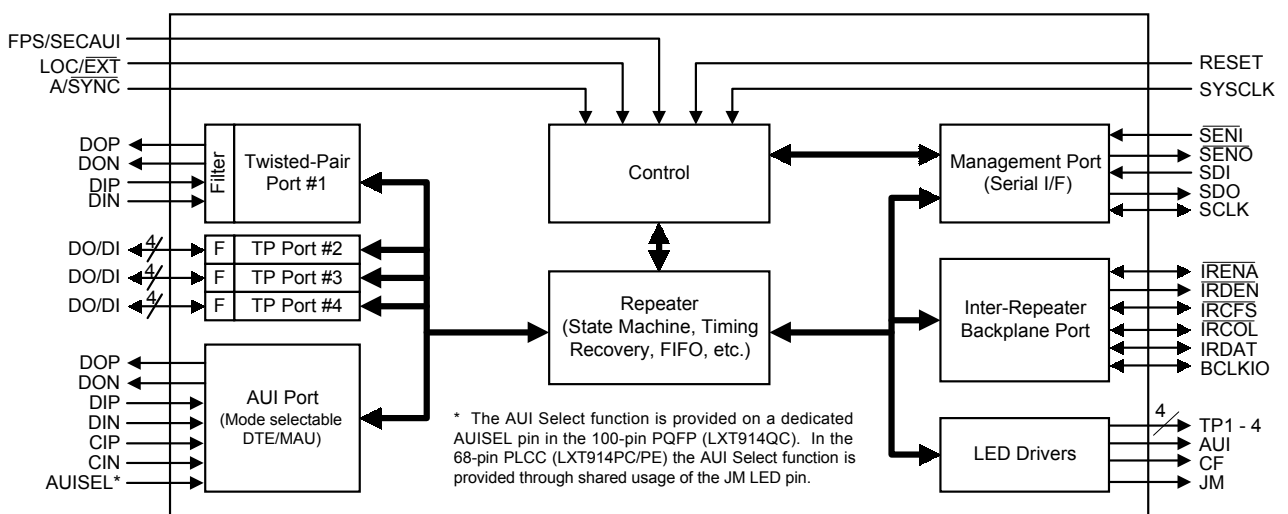 FPS/SECAUI
LOC/EXT
A/SYNC
RESET
SYSCLK
DOP
DON
DIP
DIN
Filter
Twisted-Pair
Port #1
Control
Management Port
(Serial I/F)
SENI
SENO
SDI
SDO
SCLK
DO/DI
4
F
TP Port #2
DO/DI
4
F
TP Port #3
DO/DI
4
F
TP Port #4
Repeater
(State Machine, Timing
Recovery, FIFO, etc.)
Inter-Repeater
Backplane Port
IRENA
IRDEN
IRCFS
IRCOL
IRDAT
BCLKIO
DOP
DON
DIP
DIN
CIP
CIN
AUISEL*
AUI Port
(Mode selectable
DTE/MAU)
* The AUI Select function is provided on a dedicated
AUISEL pin in the 100-pin PQFP (LXT914QC). In the
68-pin PLCC (LXT914PC/PE) the AUI Select function is
provided through shared usage of the JM LED pin.
LED Drivers
4
TP1 - 4
AUI
CF
JM